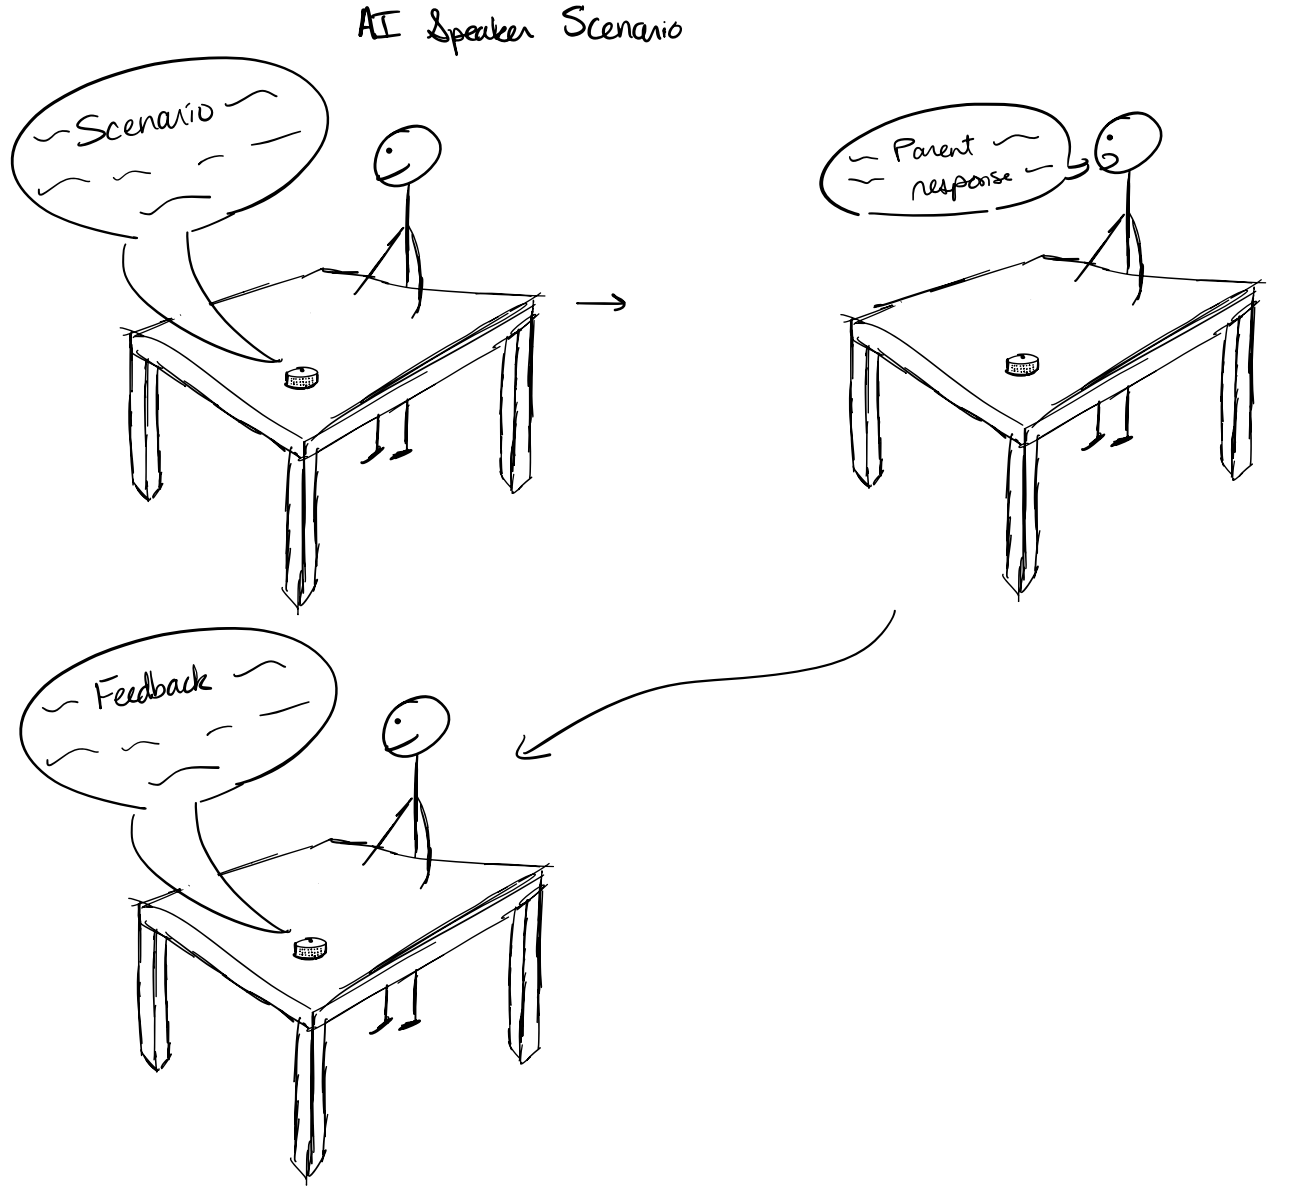 AI Speaker Scenario
Scenario
Parent
response
Feedback